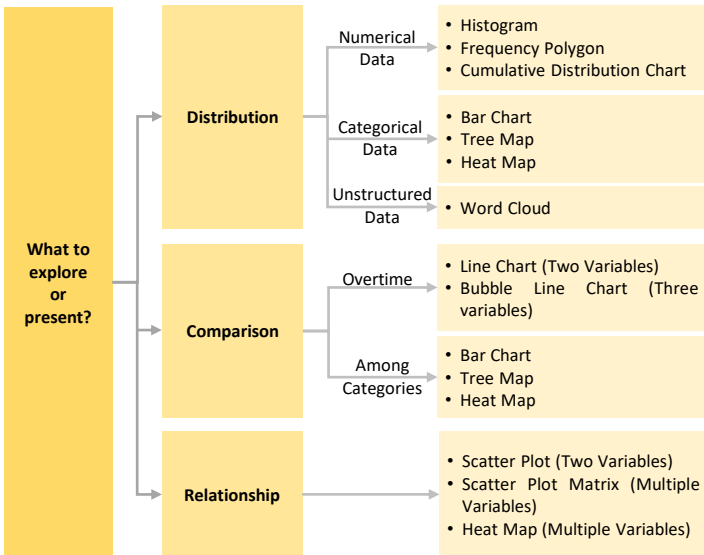 What to
explore
or
present?
Distribution
Numerical
Data
• Histogram
• Frequency Polygon
• Cumulative Distribution Chart
Categorical
Data
• Bar Chart
• Tree Map
• Heat Map
Unstructured
Data
• Word Cloud
Comparison
Overtime
• Line Chart (Two Variables)
• Bubble Line Chart (Three
variables)
Among
Categories
• Bar Chart
• Tree Map
• Heat Map
Relationship
• Scatter Plot (Two Variables)
• Scatter Plot Matrix (Multiple
Variables)
• Heat Map (Multiple Variables)